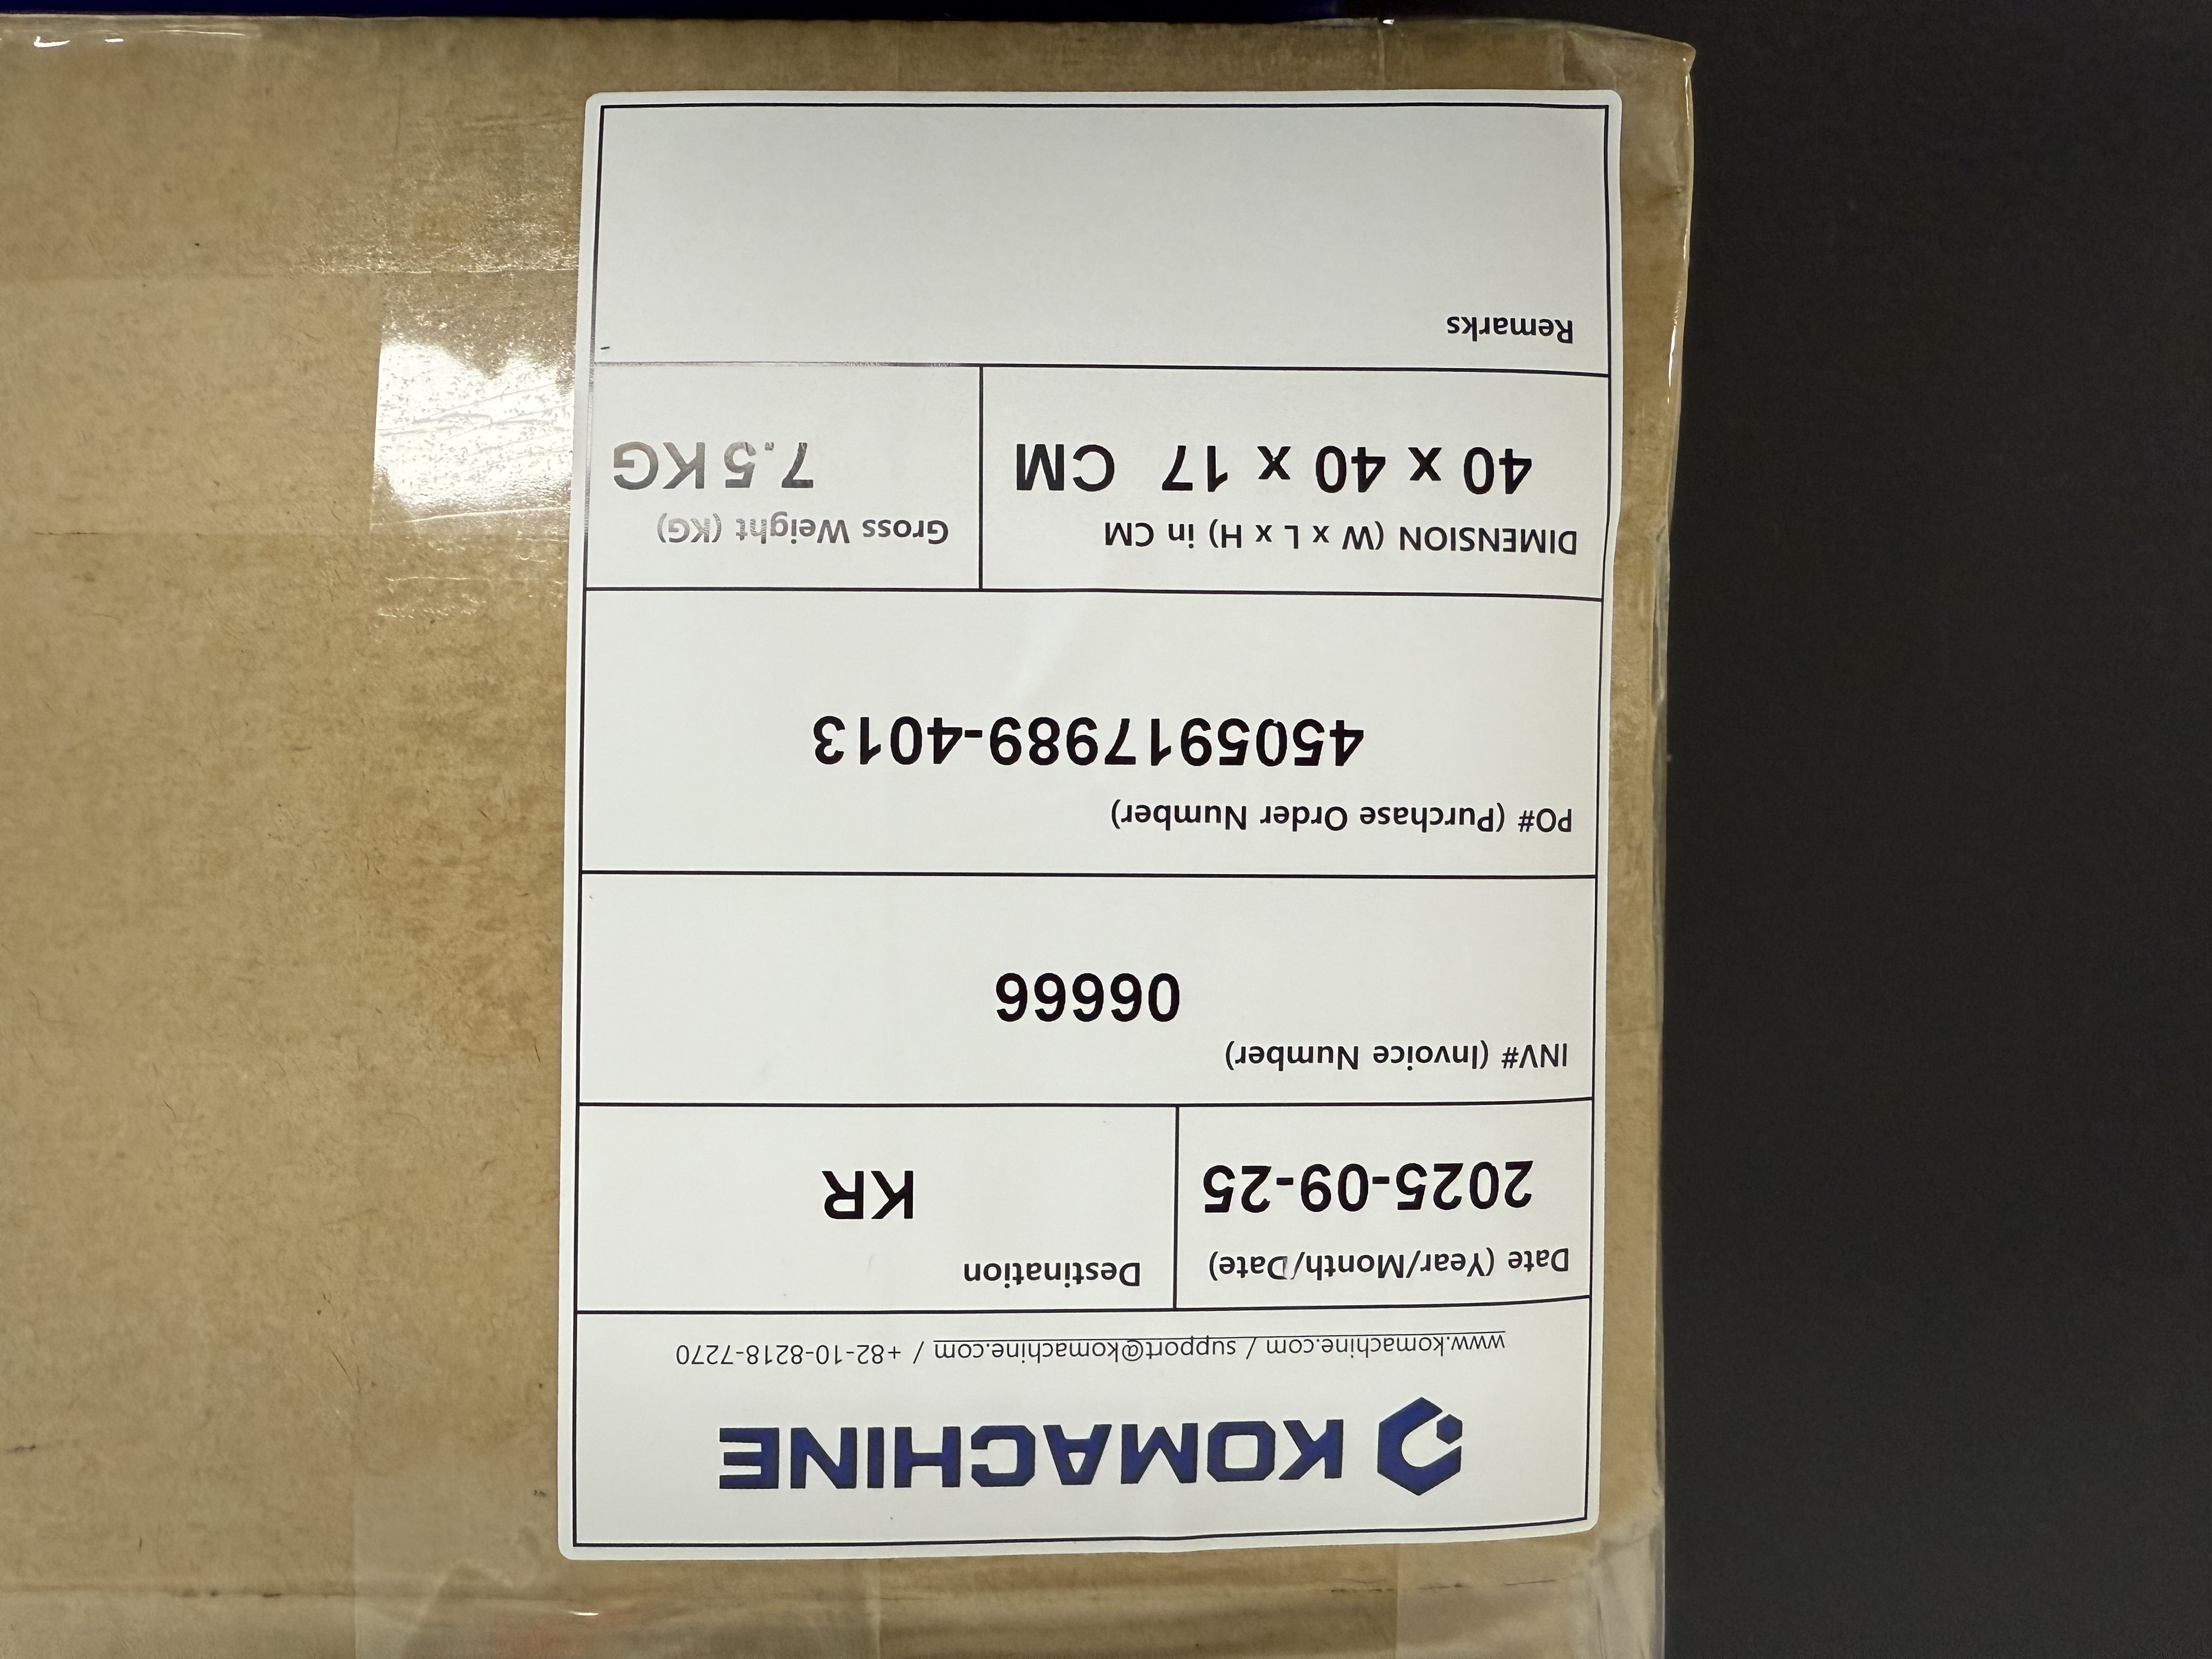 KOMACHINE
www.komachine.com / support@komachine.com / +82-10-8218-7270
Date (Year/Month/Date)
2025-09-25
Destination
KR
INV# (Invoice Number)
06666
PO# (Purchase Order Number)
4505917989-4013
DIMENSION (W x L x H) in CM
40 x 40 x 17 CM
Gross Weight (KG)
7.5 KG
Remarks